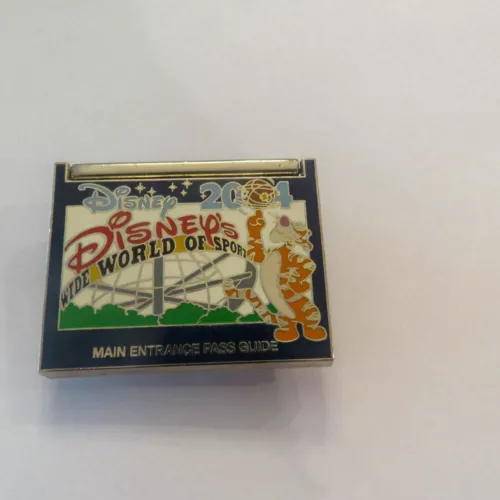 Disney 2004
Disney's
WIDE WORLD OF SPORTS
MAIN ENTRANCE PASS GUIDE